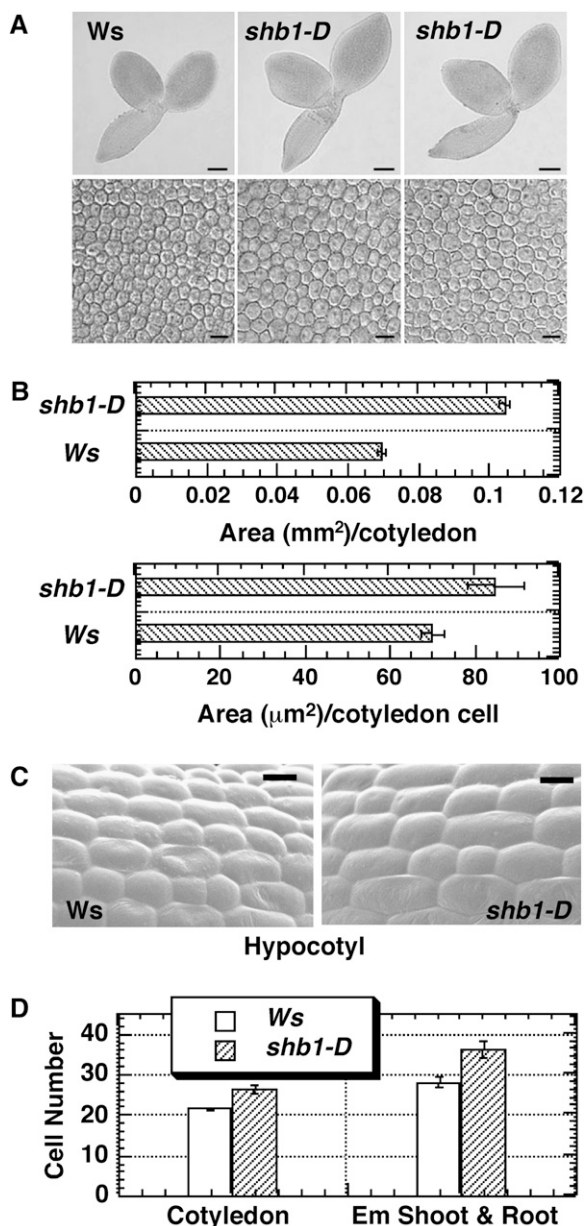 A
Ws
shb1-D
shb1-D
B
shb1-D
Ws
0 0.02 0.04 0.06 0.08 0.1 0.12
Area (mm²)/cotyledon
shb1-D
Ws
0 20 40 60 80 100
Area (μm²)/cotyledon cell
C
Ws
shb1-D
Hypocotyl
D
Ws
shb1-D
Cell Number
40
30
20
10
0
Cotyledon Em Shoot & Root